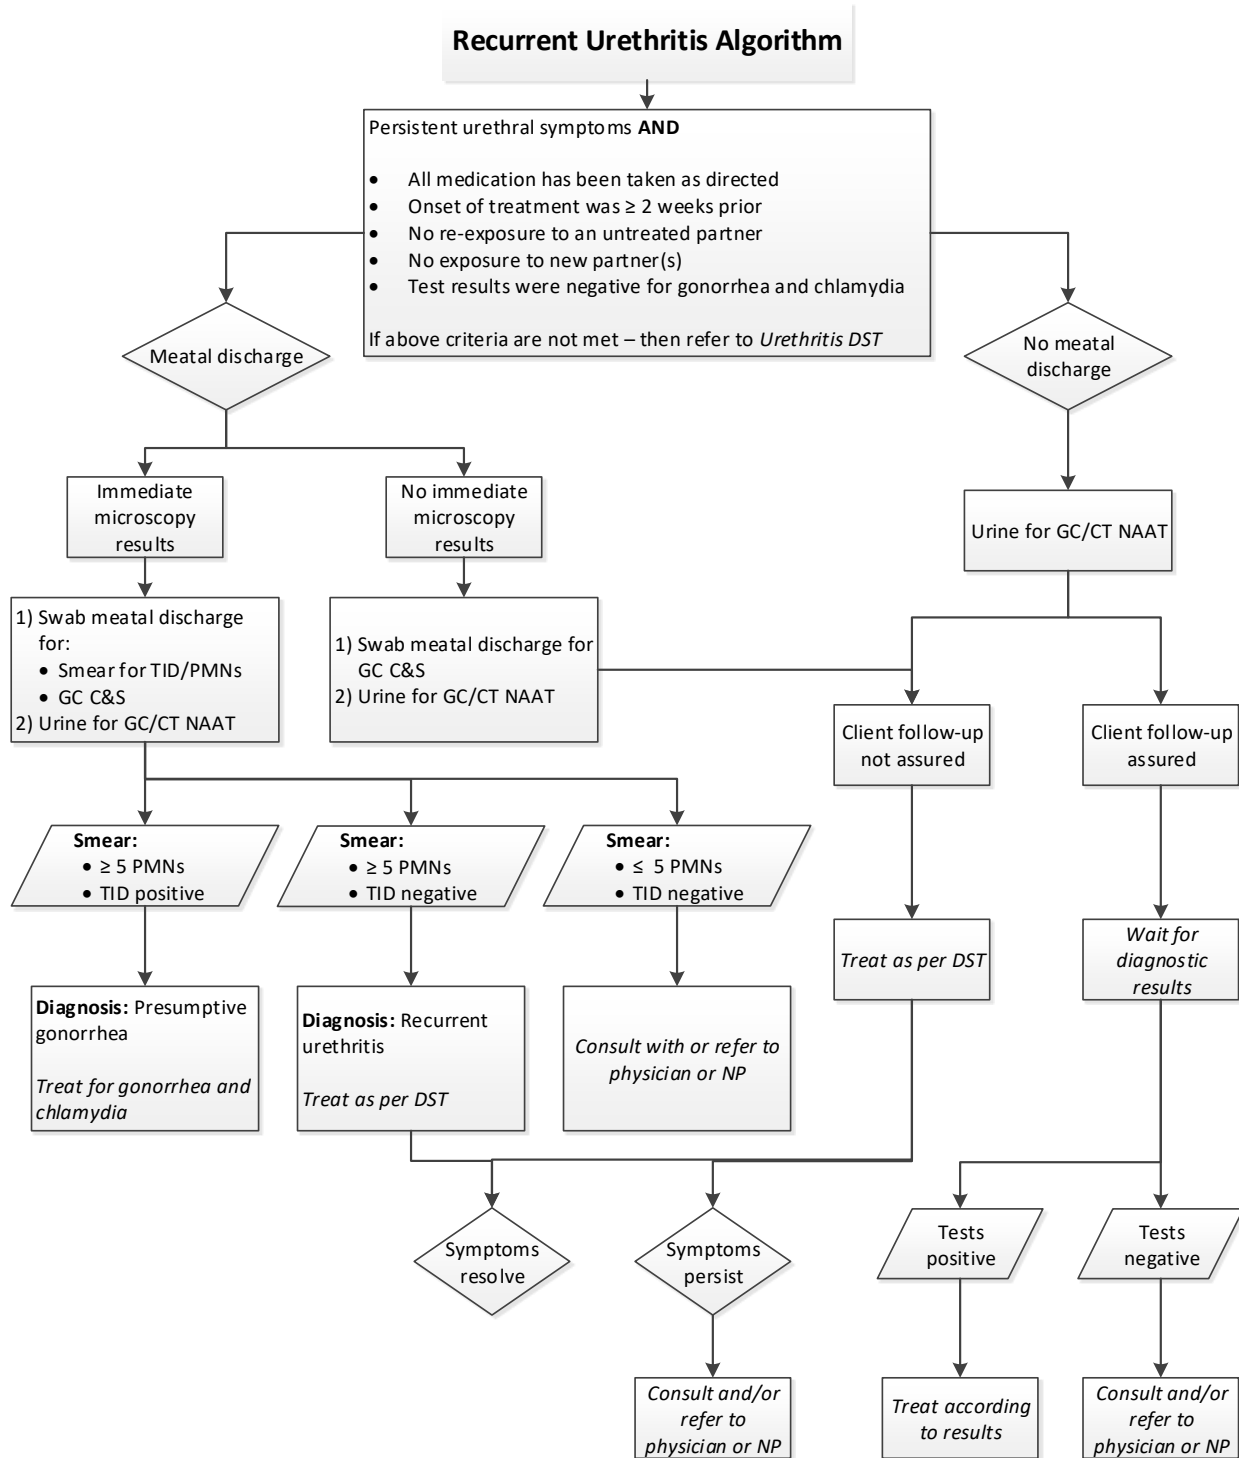 Recurrent Urethritis Algorithm
Persistent urethral symptoms AND
• All medication has been taken as directed
• Onset of treatment was ≥ 2 weeks prior
• No re-exposure to an untreated partner
• No exposure to new partner(s)
• Test results were negative for gonorrhea and chlamydia
If above criteria are not met – then refer to Urethritis DST
Meatal discharge
No meatal
discharge
Immediate
microscopy
results
No immediate
microscopy
results
Urine for GC/CT NAAT
1) Swab meatal discharge
for:
• Smear for TID/PMNs
• GC C&S
2) Urine for GC/CT NAAT
1) Swab meatal discharge for
GC C&S
2) Urine for GC/CT NAAT
Client follow-up
not assured
Client follow-up
assured
Smear:
• ≥ 5 PMNs
• TID positive
Smear:
• ≥ 5 PMNs
• TID negative
Smear:
• ≤ 5 PMNs
• TID negative
Treat as per DST
Wait for
diagnostic
results
Diagnosis: Presumptive
gonorrhea
Treat for gonorrhea and
chlamydia
Diagnosis: Recurrent
urethritis
Treat as per DST
Consult with or refer to
physician or NP
Symptoms
resolve
Symptoms
persist
Tests
positive
Tests
negative
Consult and/or
refer to
physician or NP
Treat according
to results
Consult and/or
refer to
physician or NP